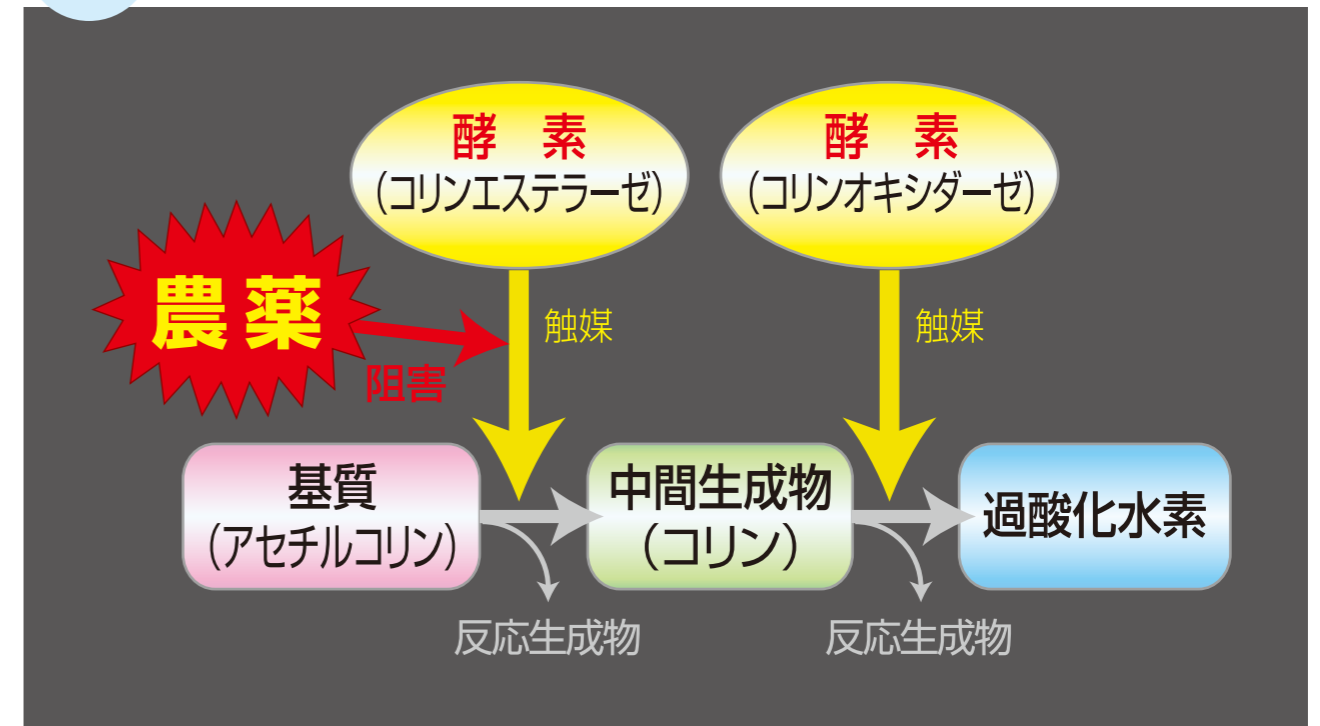 酵　素
（コリンエステラーゼ）
酵　素
（コリンオキシダーゼ）
農薬
阻害
触媒
触媒
基質
（アセチルコリン）
中間生成物
（コリン）
過酸化水素
反応生成物
反応生成物